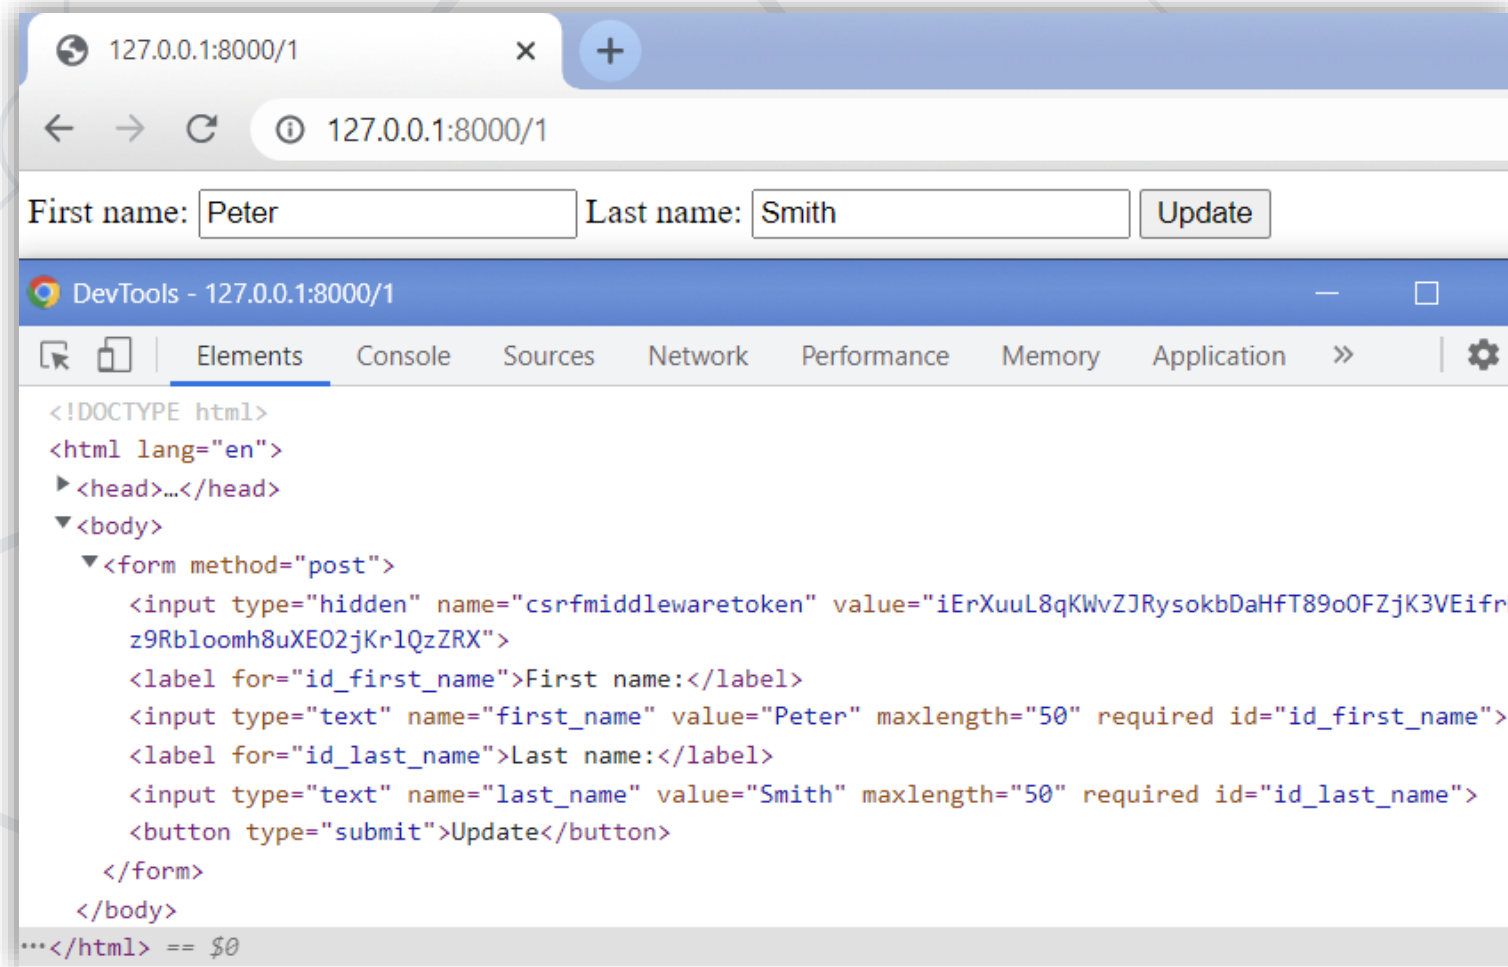 127.0.0.1:8000/1
127.0.0.1:8000/1
First name: Peter Last name: Smith Update
DevTools - 127.0.0.1:8000/1
Elements Console Sources Network Performance Memory Application »
<!DOCTYPE html>
<html lang="en">
<head>…</head>
<body>
<form method="post">
<input type="hidden" name="csrfmiddlewaretoken" value="iErXuuL8qKWvZJRysokbDaHfT89oOFZjK3VEifr
z9Rbloomh8uXEO2jKrlQzZRX">
<label for="id_first_name">First name:</label>
<input type="text" name="first_name" value="Peter" maxlength="50" required id="id_first_name">
<label for="id_last_name">Last name:</label>
<input type="text" name="last_name" value="Smith" maxlength="50" required id="id_last_name">
<button type="submit">Update</button>
</form>
</body>
…</html> == $0